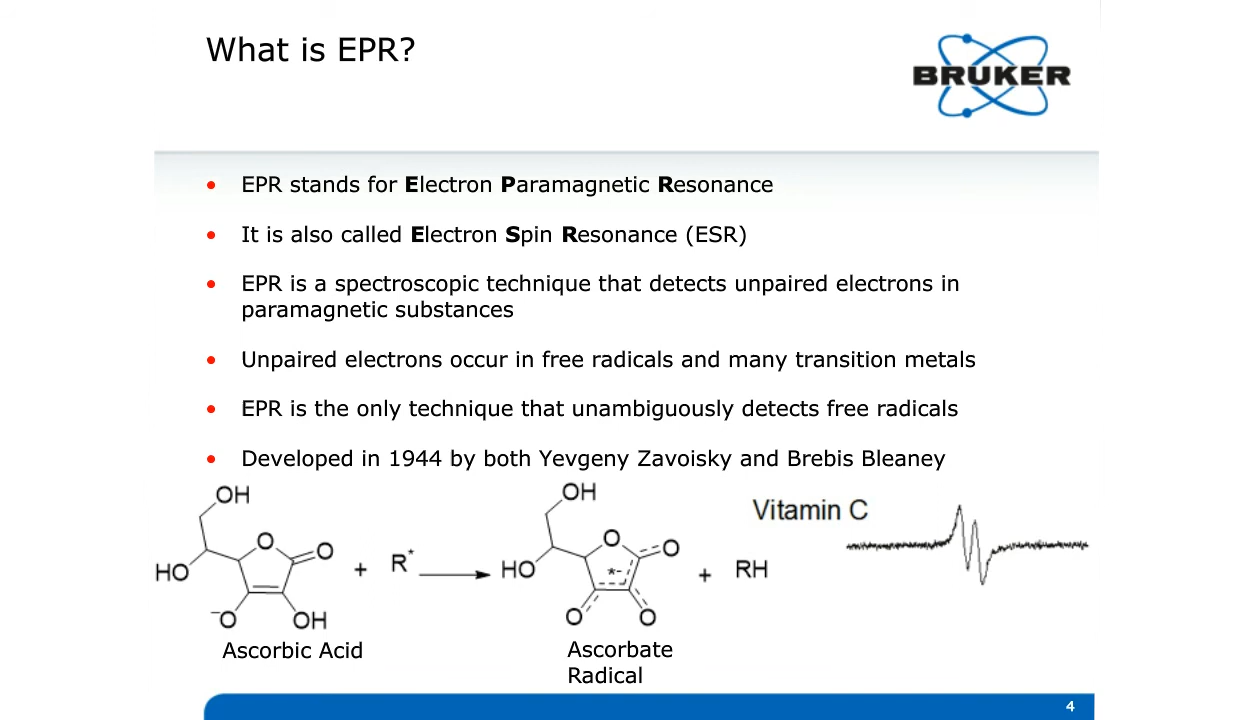 What is EPR?
BRUKER
• EPR stands for Electron Paramagnetic Resonance
• It is also called Electron Spin Resonance (ESR)
• EPR is a spectroscopic technique that detects unpaired electrons in
paramagnetic substances
• Unpaired electrons occur in free radicals and many transition metals
• EPR is the only technique that unambiguously detects free radicals
• Developed in 1944 by both Yevgeny Zavoisky and Brebis Bleaney
OH
O
O
HO
⁻O
OH
+
R*
OH
O
O
HO
*-
O
O
+
RH
Vitamin C
Ascorbic Acid
Ascorbate
Radical
4